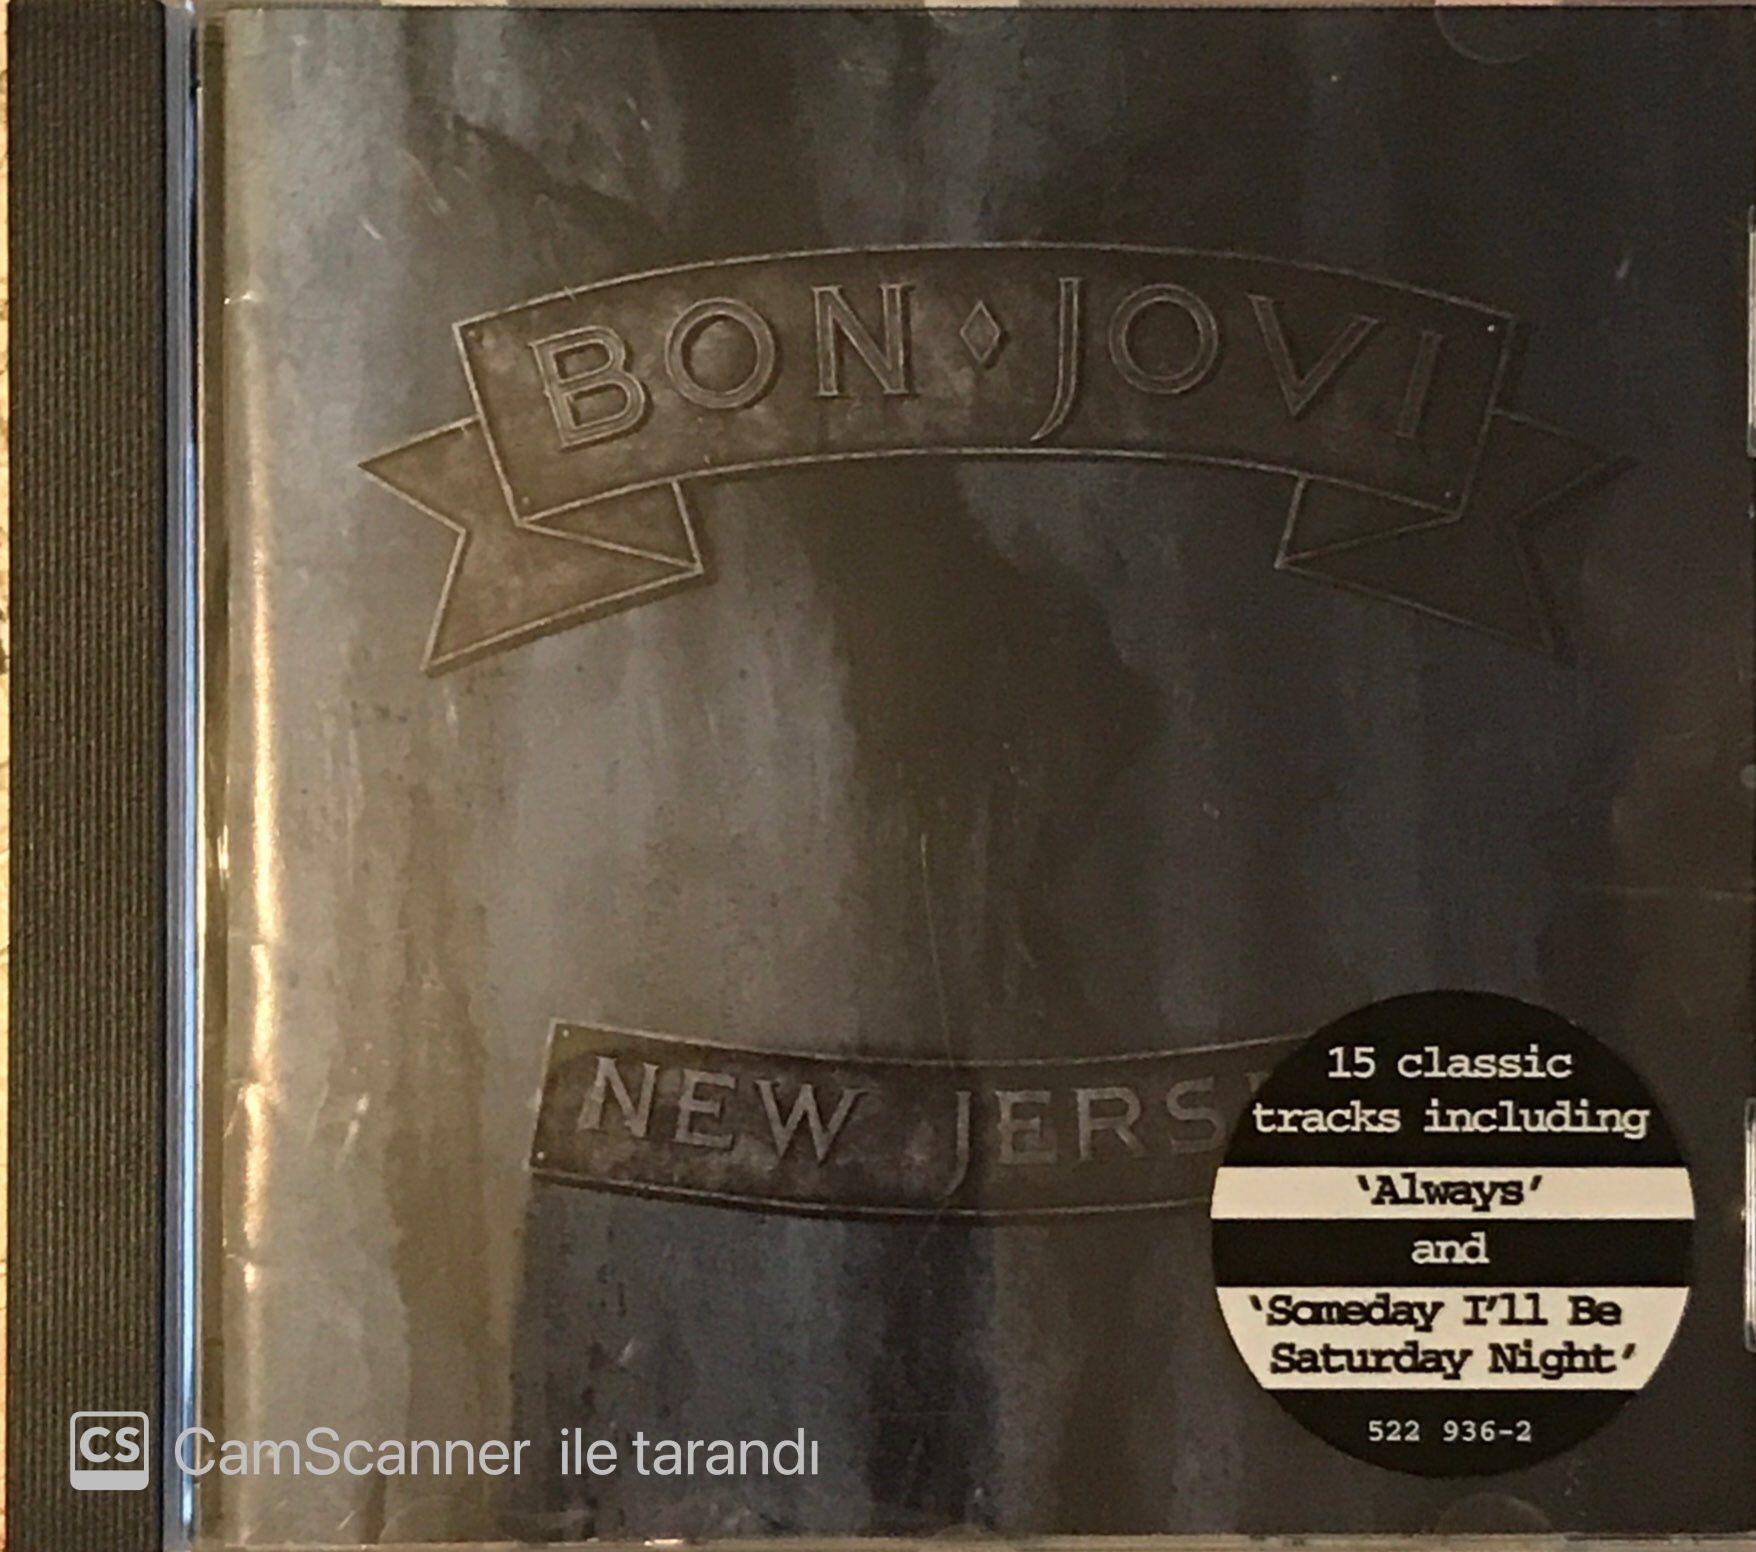 BON ♦ JOVI
NEW JERS
15 classic
tracks including
‘Always’
and
‘Someday I’ll Be
Saturday Night’
522 936-2
CS CamScanner ile tarandı